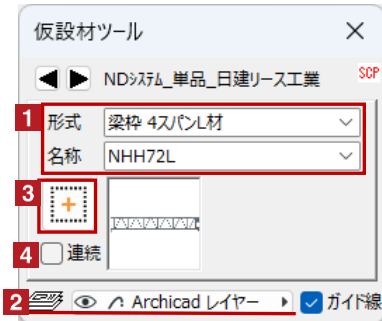 仮設材ツール
NDシステム_単品_日建リース工業 SCP
1 形式 梁枠 4スパンL材
名称 NHH72L
3
4 連続
2 Archicad レイヤー ガイド線